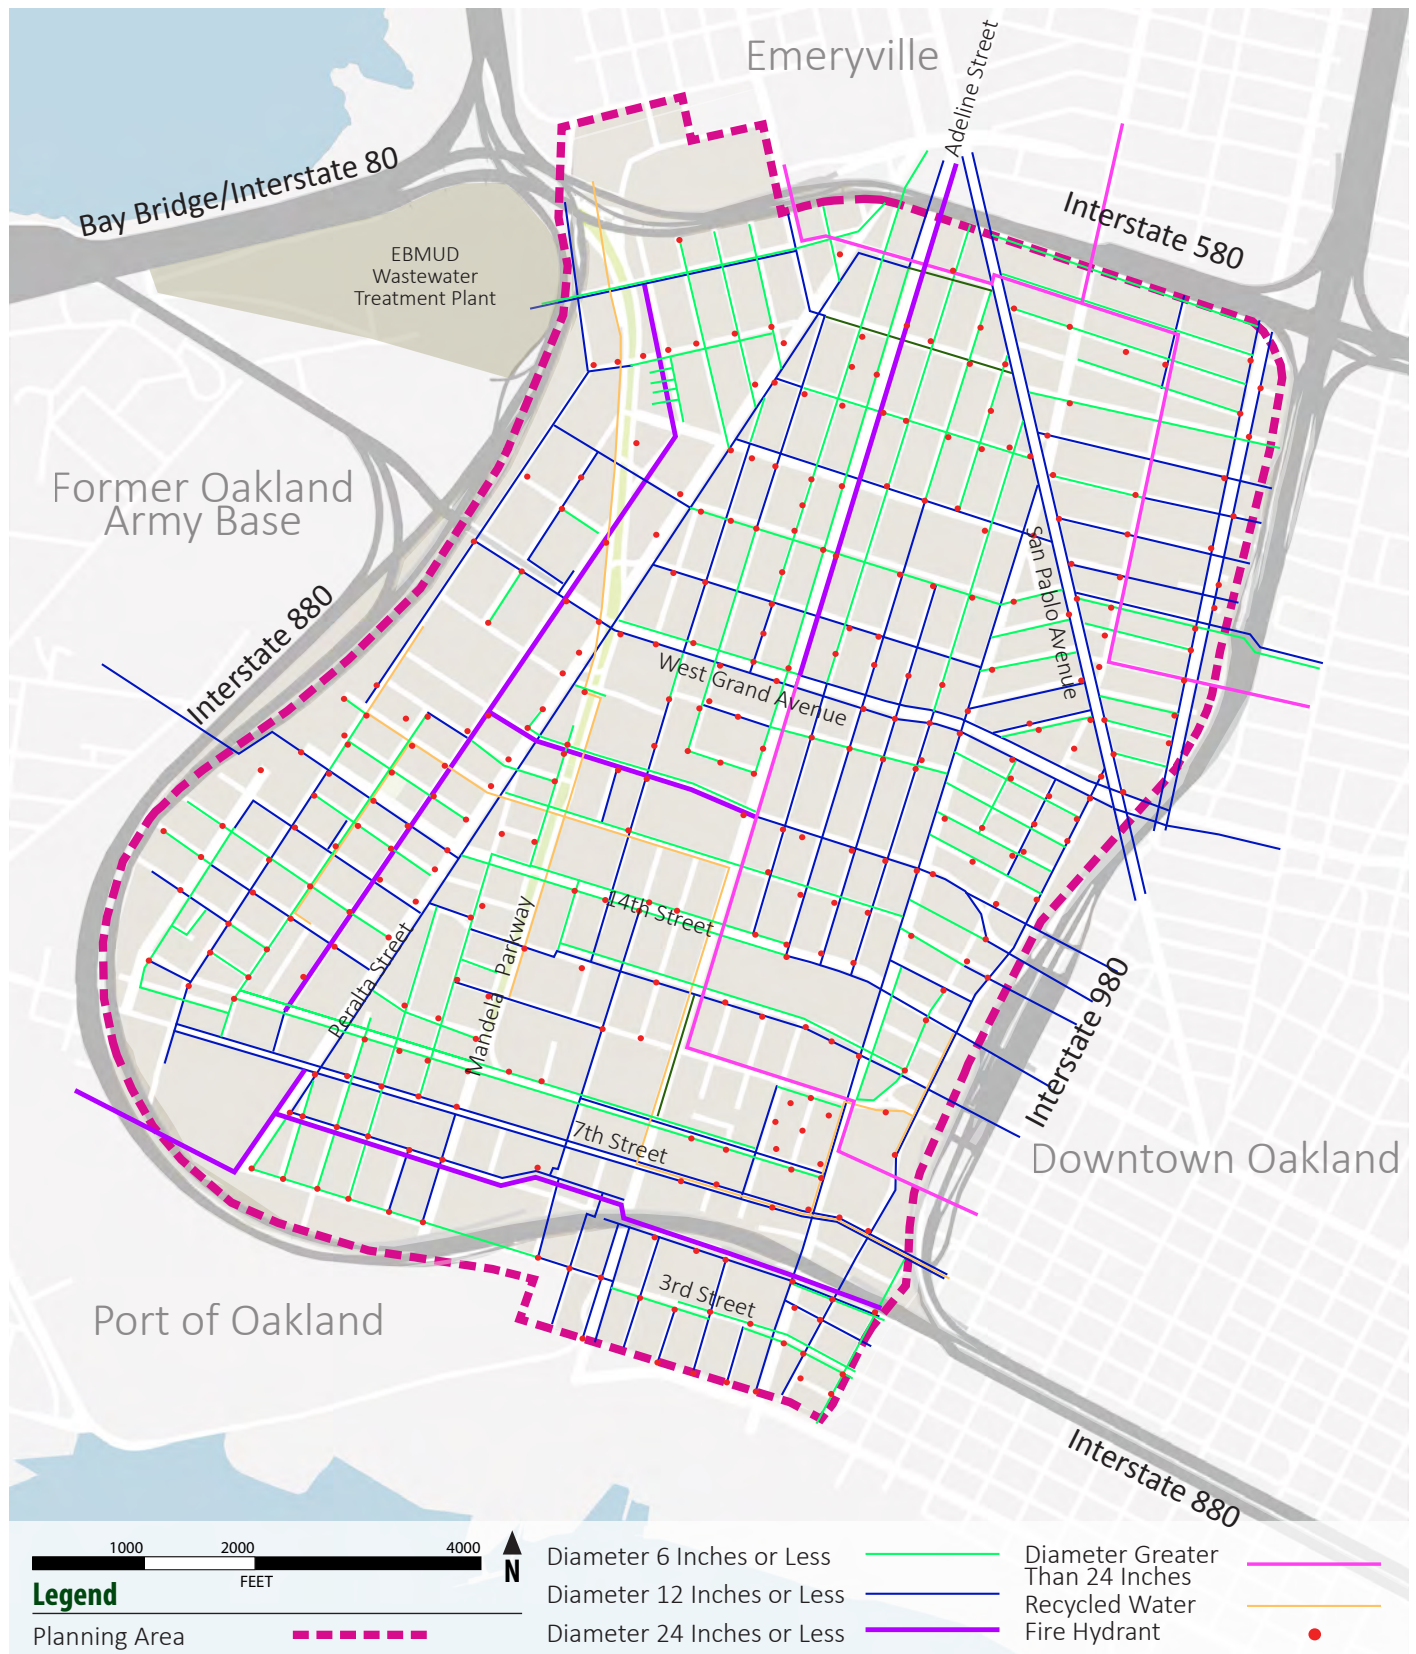 Emeryville
Adeline Street
Bay Bridge/Interstate 80
Interstate 580
EBMUD
Wastewater
Treatment Plant
Former Oakland
Army Base
Interstate 880
San Pablo Avenue
West Grand Avenue
14th Street
Peralta Street
Mandela Parkway
Interstate 980
7th Street
Downtown Oakland
3rd Street
Port of Oakland
Interstate 880
1000 2000 4000
FEET
N
Legend
Planning Area
Diameter 6 Inches or Less
Diameter 12 Inches or Less
Diameter 24 Inches or Less
Diameter Greater
Than 24 Inches
Recycled Water
Fire Hydrant